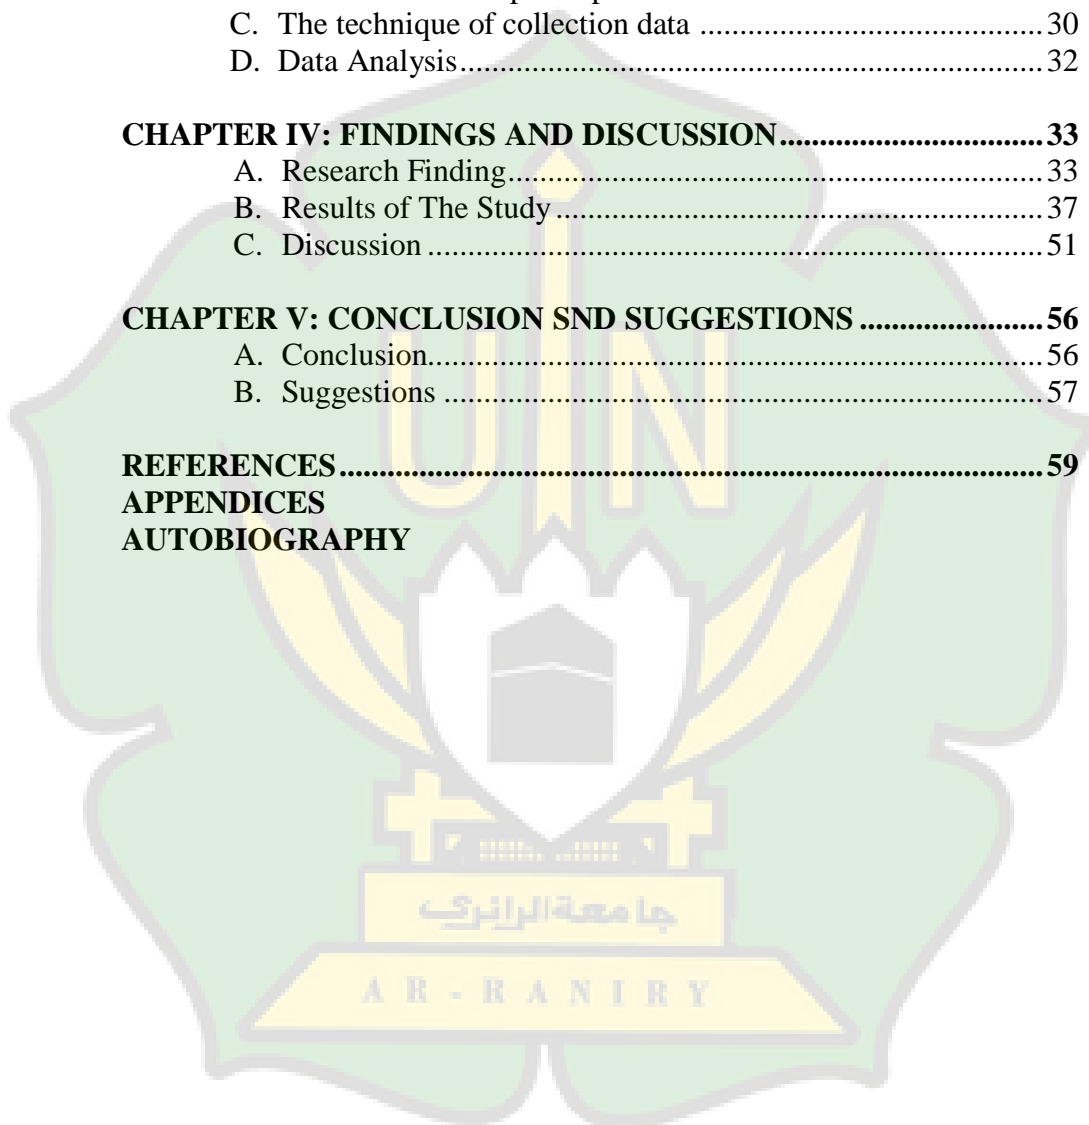 C. The technique of collection data ........................................... 30
D. Data Analysis......................................................................... 32
CHAPTER IV: FINDINGS AND DISCUSSION................................. 33
A. Research Finding................................................................... 33
B. Results of The Study ............................................................. 37
C. Discussion ............................................................................. 51
CHAPTER V: CONCLUSION SND SUGGESTIONS ....................... 56
A. Conclusion............................................................................. 56
B. Suggestions ........................................................................... 57
REFERENCES............................................................................................ 59
APPENDICES
AUTOBIOGRAPHY
UIN
جامعة الرانري
AR-RANIRY